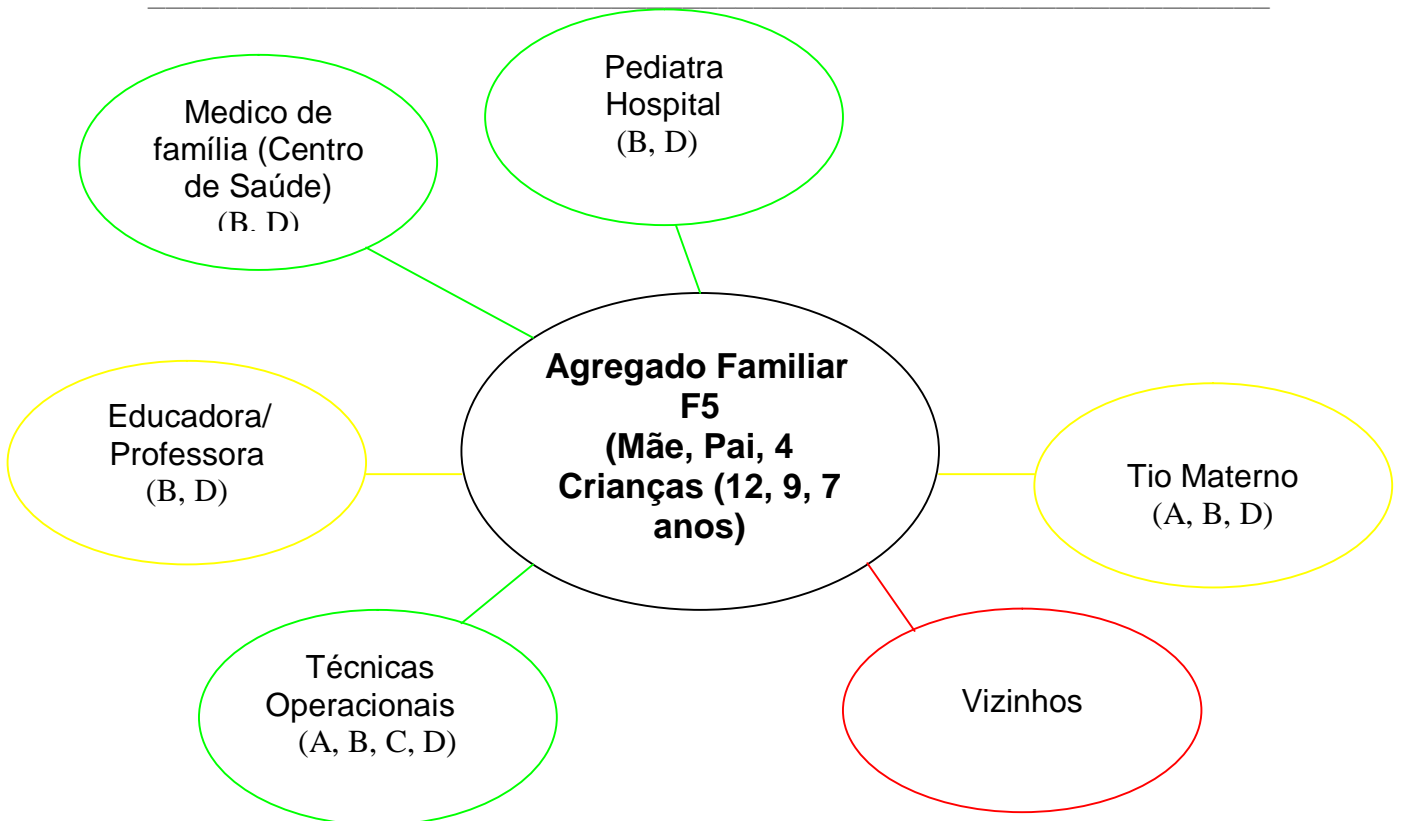 Pediatra
Hospital
(B, D)
Medico de
família (Centro
de Saúde)
(B, D)
Agregado Familiar
F5
(Mãe, Pai, 4
Crianças (12, 9, 7
anos)
Educadora/
Professora
(B, D)
Tio Materno
(A, B, D)
Técnicas
Operacionais
(A, B, C, D)
Vizinhos